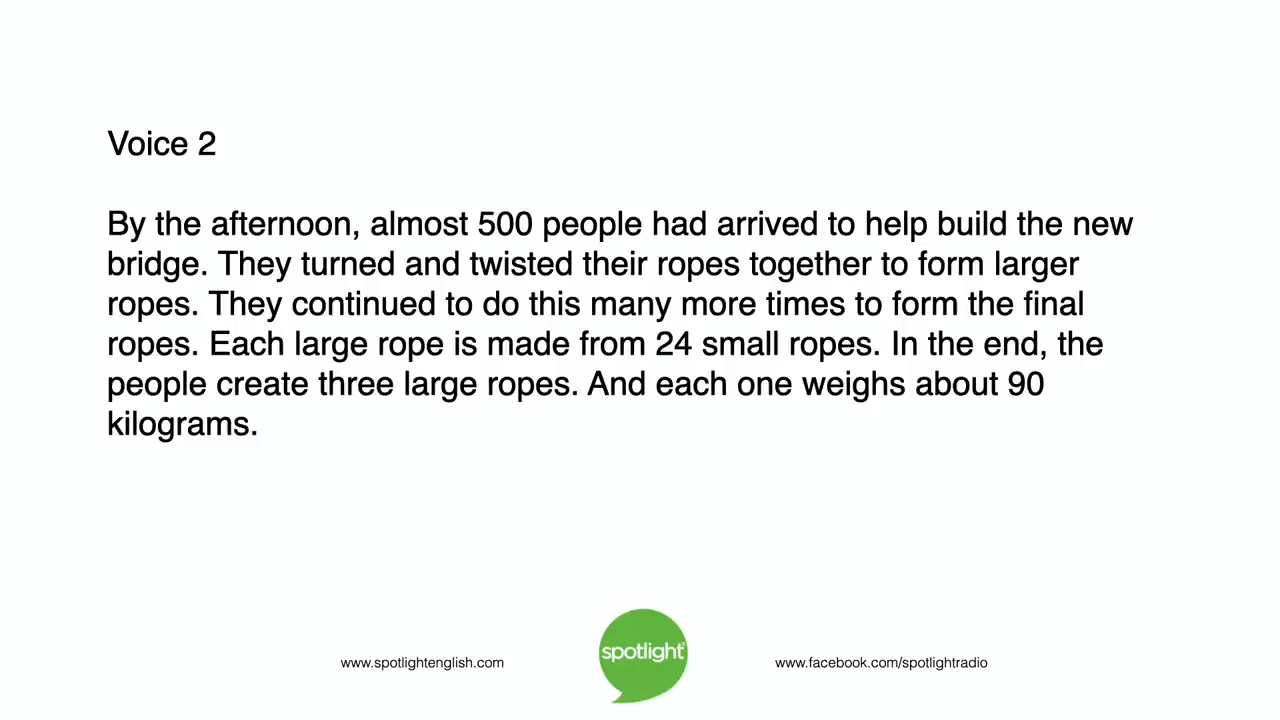 Voice 2
By the afternoon, almost 500 people had arrived to help build the new
bridge. They turned and twisted their ropes together to form larger
ropes. They continued to do this many more times to form the final
ropes. Each large rope is made from 24 small ropes. In the end, the
people create three large ropes. And each one weighs about 90
kilograms.
www.spotlightenglish.com
spotlight
www.facebook.com/spotlightradio